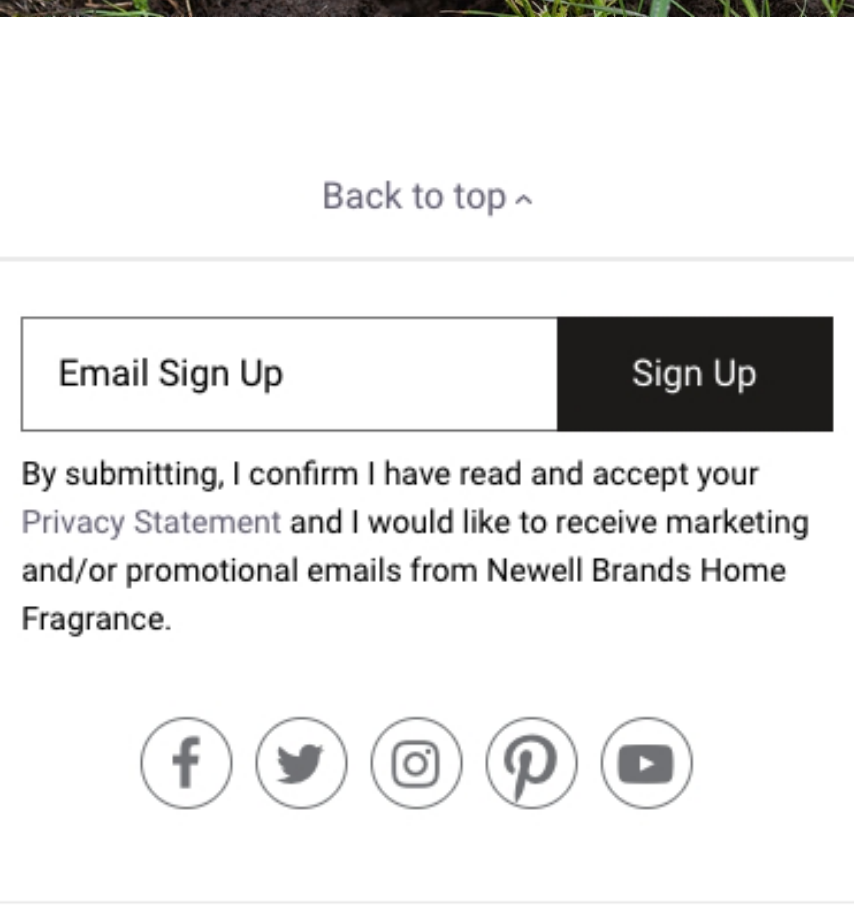 Back to top
Email Sign Up
Sign Up
By submitting, I confirm I have read and accept your
Privacy Statement and I would like to receive marketing
and/or promotional emails from Newell Brands Home
Fragrance.